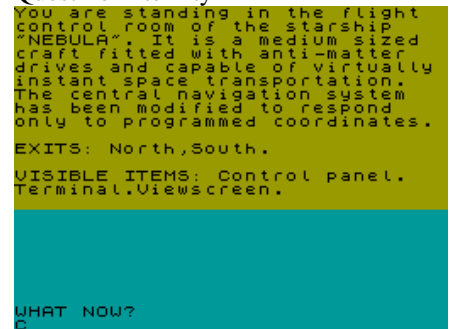 You are standing in the flight
control room of the starship
"NEBULA". It is a medium sized
craft fitted with anti-matter
drives and capable of virtually
instant space transportation.
The central navigation system
has been modified to respond
only to programmed coordinates.
EXITS: North,South.
VISIBLE ITEMS: Control panel.
Terminal.Viewscreen.
WHAT NOW?
C